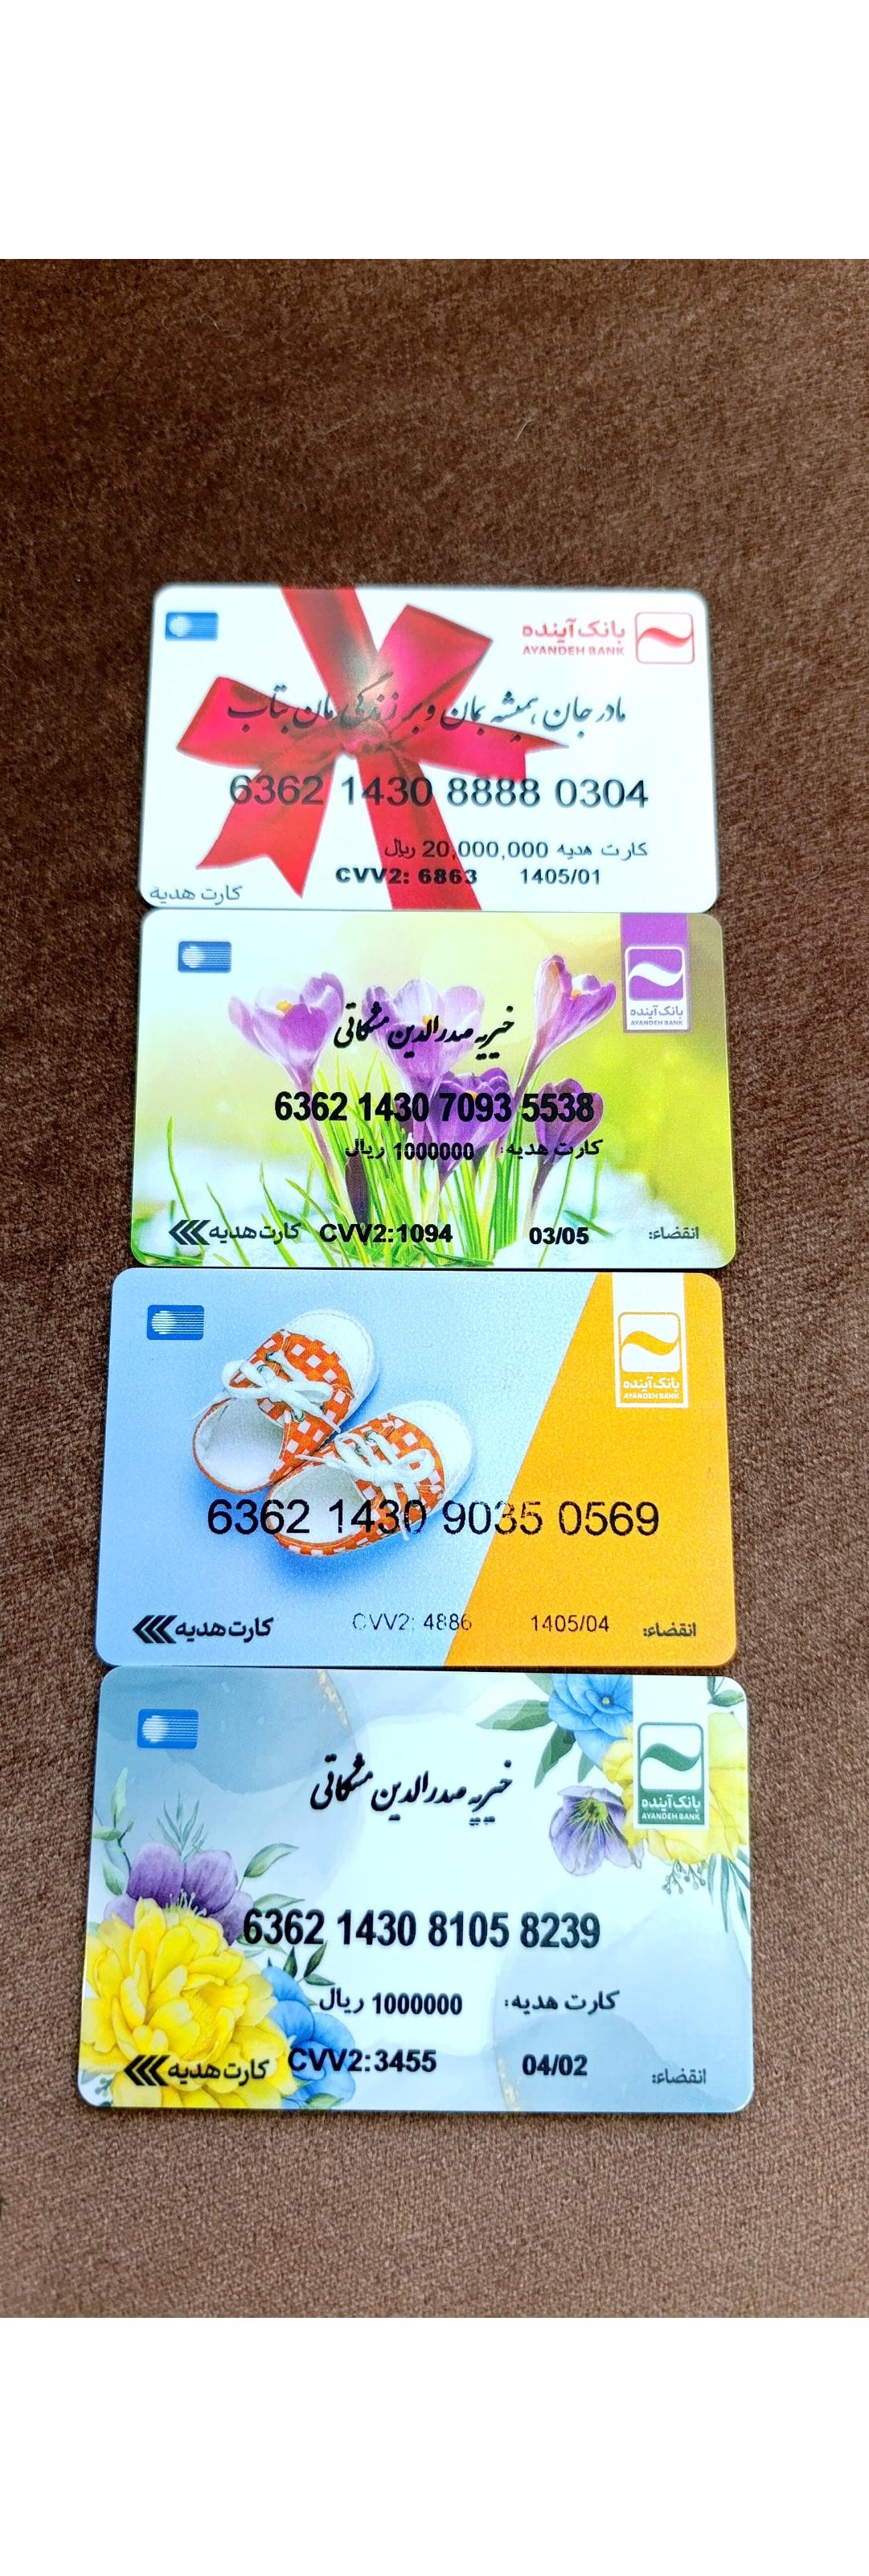 بانک آینده
AYANDEH BANK
مادر جان، همیشه بمان و بر زندگی مان بتاب
6362 1430 8888 0304
کارت هدیه 20,000,000 ریال
CVV2: 6863 1405/01
کارت هدیة
بانک آینده
AYANDEH BANK
خیریه صدرالدین مشکاتی
6362 1430 7093 5538
کارت هدیه: 1000000 ریال
انقضاء: 03/05 CVV2:1094 کارت هدیه
بانک آینده
AYANDEH BANK
6362 1430 9035 0569
انقضاء: 1405/04 CVV2: 4886 کارت هدیه
بانک آینده
AYANDEH BANK
خیریه صدرالدین مشکاتی
6362 1430 8105 8239
کارت هدیه: 1000000 ریال
انقضاء: 04/02 CVV2:3455 کارت هدیه